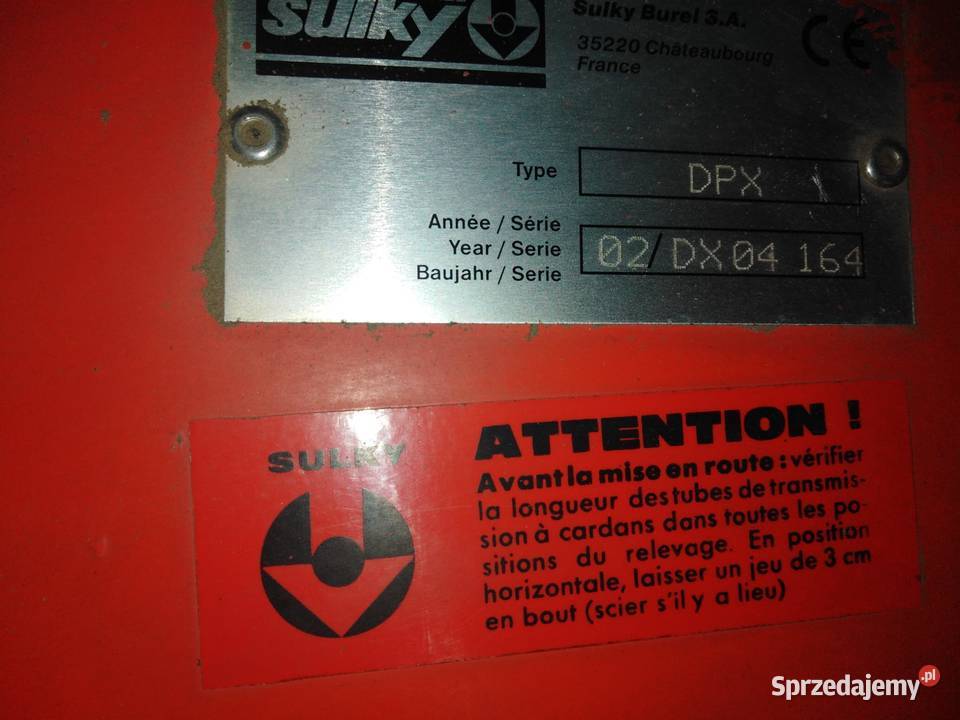 sulky
Sulky Burel S.A.
35220 Châteaubourg
France
CE
Type DPX
Année / Série
Year / Serie 02/DX04 164
Baujahr / Serie
SULKY
ATTENTION !
Avant la mise en route : vérifier
la longueur des tubes de transmis-
sion à cardans dans toutes les po-
sitions du relevage. En position
horizontale, laisser un jeu de 3 cm
en bout (scier s'il y a lieu)
Sprzedajemy.pl